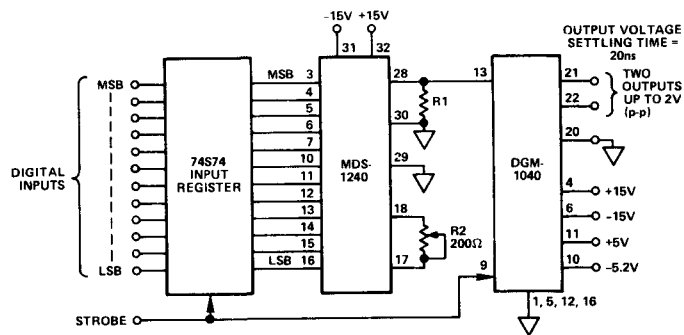 -15V +15V
31 32
OUTPUT VOLTAGE
SETTLING TIME =
20ns
MSB
DIGITAL
INPUTS
LSB
74S74
INPUT
REGISTER
MSB 3
4
5
6
7
10
11
12
13
14
15
LSB 16
MDS-
1240
28
30
29
18
17
R1
R2
200Ω
13
9
DGM-
1040
21
22
20
4
6
11
10
TWO
OUTPUTS
UP TO 2V
(p-p)
+15V
-15V
+5V
-5.2V
1, 5, 12, 16
STROBE